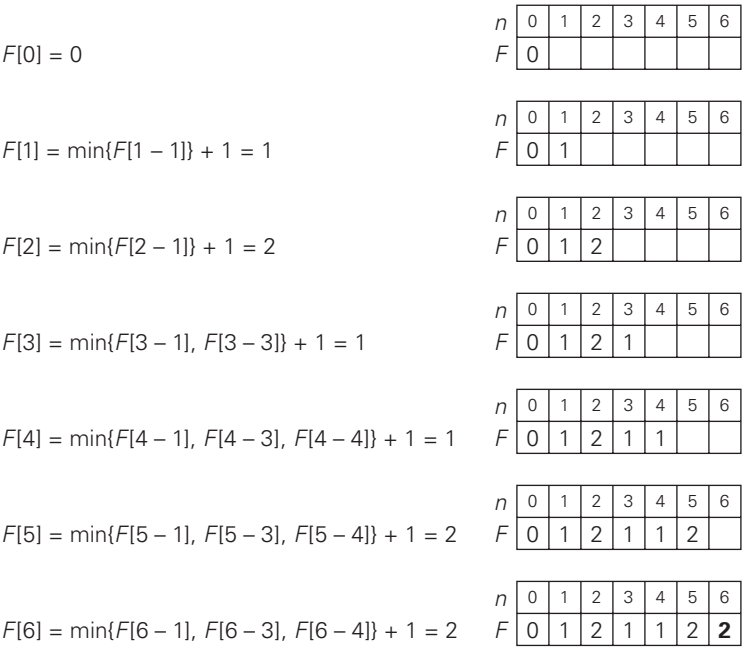 n 0 1 2 3 4 5 6
F[0] = 0 F 0
n 0 1 2 3 4 5 6
F[1] = min{F[1 – 1]} + 1 = 1 F 0 1
n 0 1 2 3 4 5 6
F[2] = min{F[2 – 1]} + 1 = 2 F 0 1 2
n 0 1 2 3 4 5 6
F[3] = min{F[3 – 1], F[3 – 3]} + 1 = 1 F 0 1 2 1
n 0 1 2 3 4 5 6
F[4] = min{F[4 – 1], F[4 – 3], F[4 – 4]} + 1 = 1 F 0 1 2 1 1
n 0 1 2 3 4 5 6
F[5] = min{F[5 – 1], F[5 – 3], F[5 – 4]} + 1 = 2 F 0 1 2 1 1 2
n 0 1 2 3 4 5 6
F[6] = min{F[6 – 1], F[6 – 3], F[6 – 4]} + 1 = 2 F 0 1 2 1 1 2 2